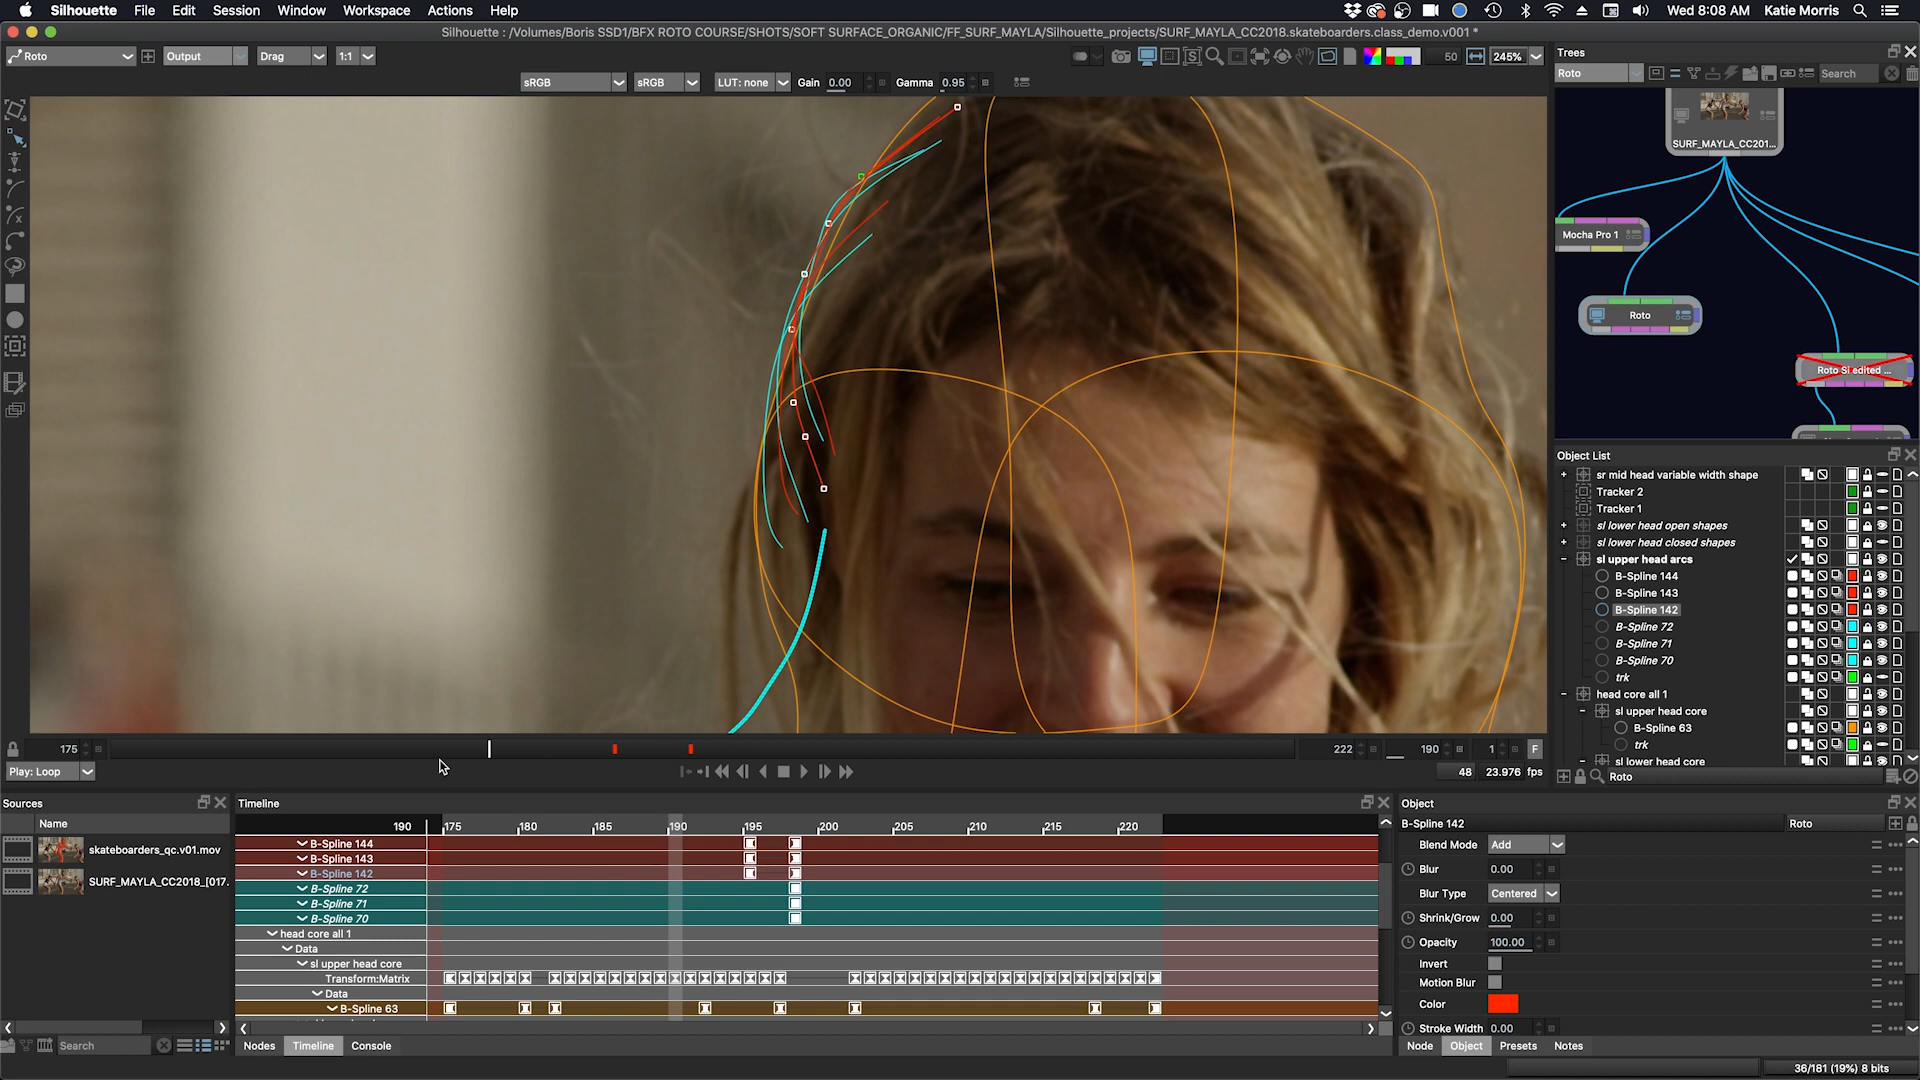 Silhouette File Edit Session Window Workspace Actions Help
Wed 8:08 AM Katie Morris
Silhouette : /Volumes/Boris SSD1/BFX ROTO COURSE/SHOTS/SOFT SURFACE_ORGANIC/FF_SURF_MAYLA/Silhouette_projects/SURF_MAYLA_CC2018.skateboarders.class_demo.v001 *
Roto Output Drag 1:1 50 245%
sRGB sRGB LUT: none Gain 0.00 Gamma 0.95
Trees
Roto Search
SURF_MAYLA_CC201...
Mocha Pro 1
Roto
Roto Sl edited ...
Object List
sr mid head variable width shape
Tracker 2
Tracker 1
sl lower head open shapes
sl lower head closed shapes
sl upper head arcs
B-Spline 144
B-Spline 143
B-Spline 142
B-Spline 72
B-Spline 71
B-Spline 70
trk
head core all 1
sl upper head core
B-Spline 63
trk
sl lower head core
Roto
175 222 190 1 F
Play: Loop 48 23.976 fps
Sources
Name
skateboarders_qc.v01.mov
SURF_MAYLA_CC2018_[017.
Search
Timeline
190 175 180 185 190 195 200 205 210 215 220
B-Spline 144
B-Spline 143
B-Spline 142
B-Spline 72
B-Spline 71
B-Spline 70
head core all 1
Data
sl upper head core
Transform:Matrix
Data
B-Spline 63
Nodes Timeline Console
Object
B-Spline 142 Roto
Blend Mode Add
Blur 0.00
Blur Type Centered
Shrink/Grow 0.00
Opacity 100.00
Invert
Motion Blur
Color
Stroke Width 0.00
Node Object Presets Notes
36/181 (19%) 8 bits